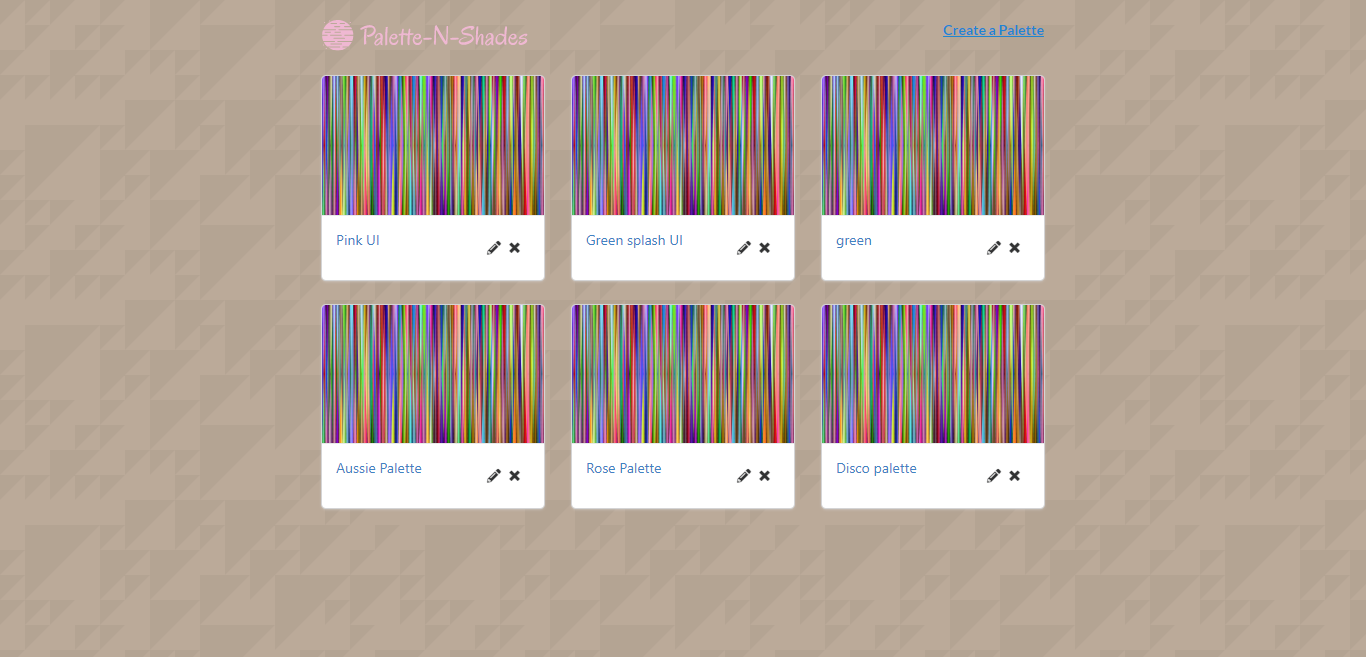 Palette-N-Shades
Create a Palette
Pink UI
Green splash UI
green
Aussie Palette
Rose Palette
Disco palette